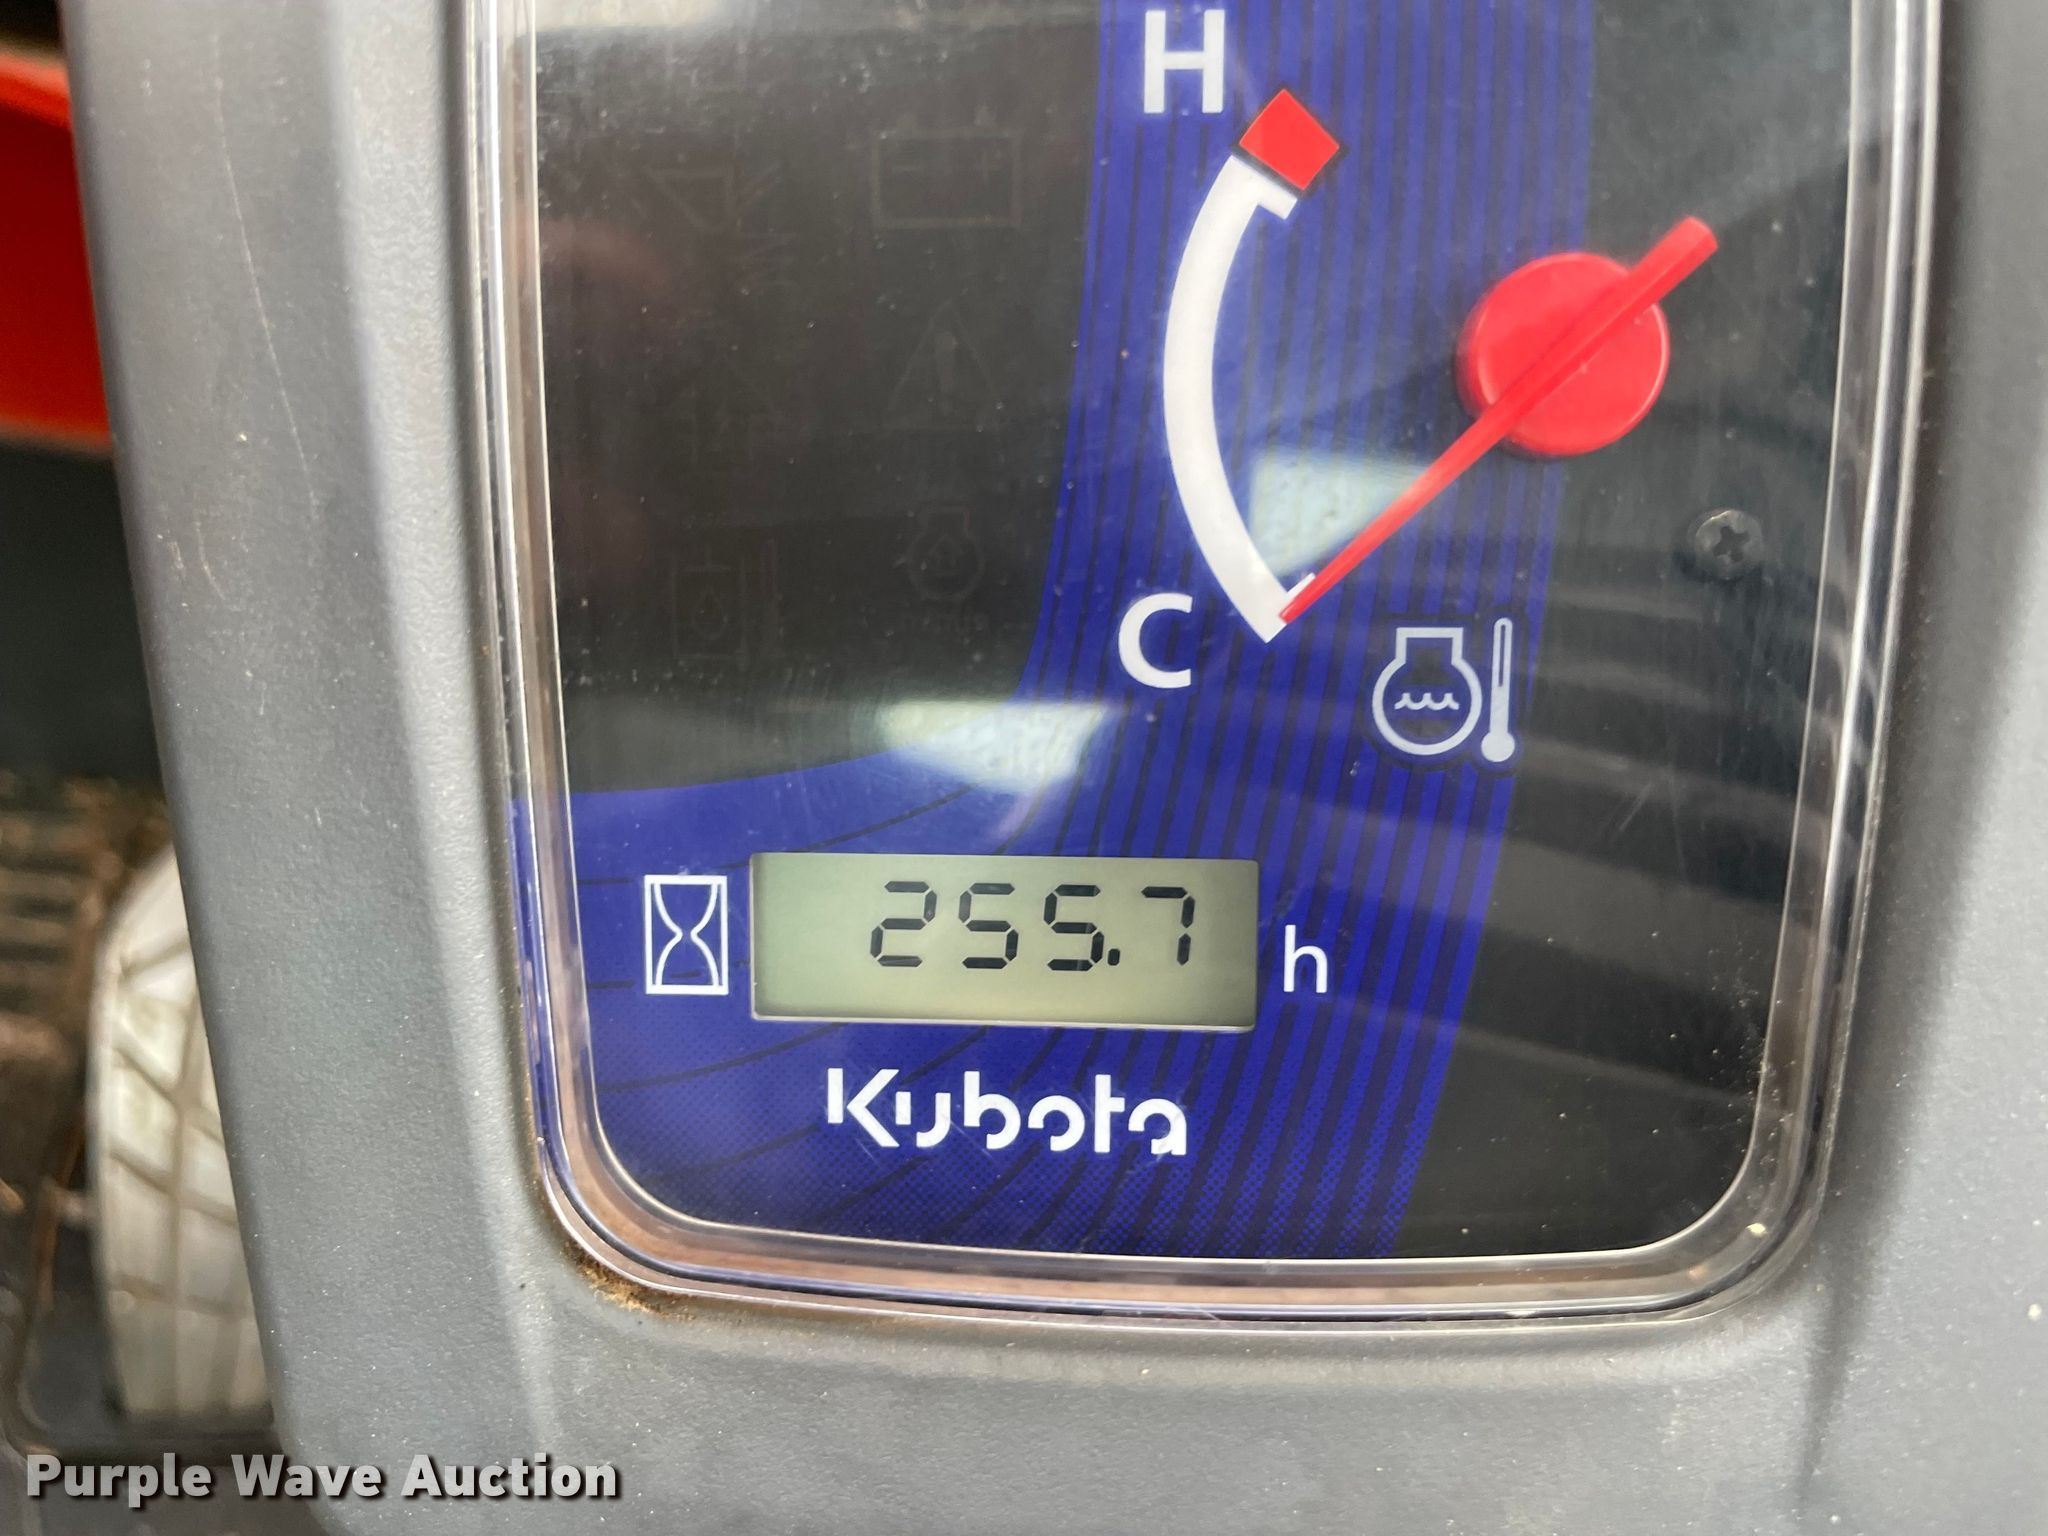 H
C
255.7 h
Kubota
Purple Wave Auction